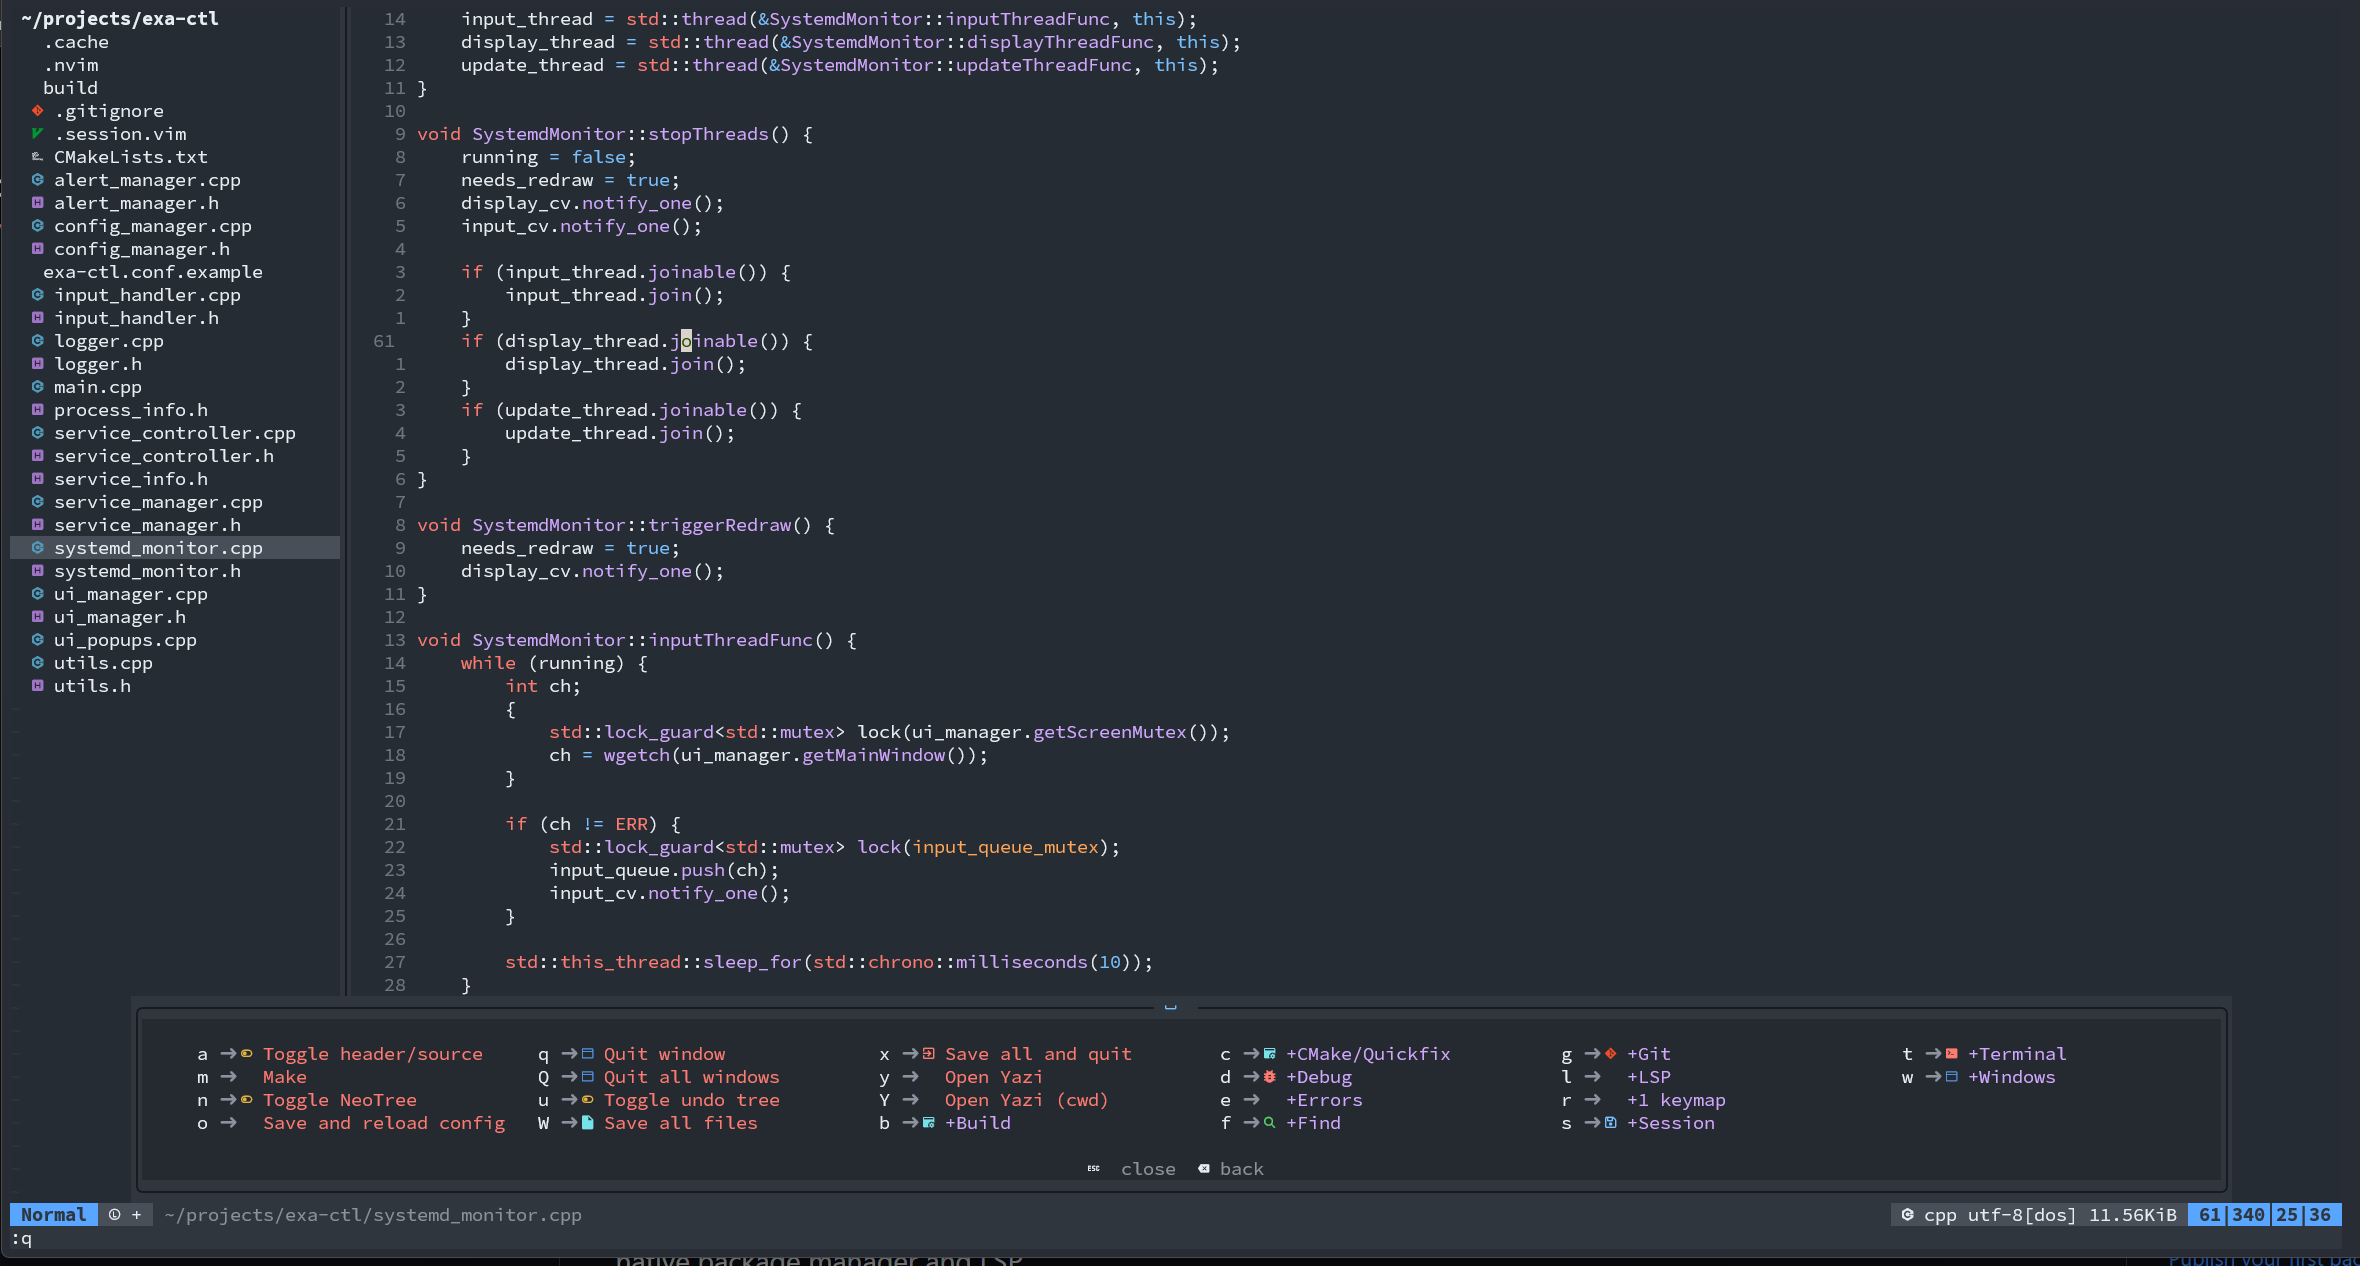 ~/projects/exa-ctl
.cache
.nvim
build
.gitignore
.session.vim
CMakeLists.txt
alert_manager.cpp
alert_manager.h
config_manager.cpp
config_manager.h
exa-ctl.conf.example
input_handler.cpp
input_handler.h
logger.cpp
logger.h
main.cpp
process_info.h
service_controller.cpp
service_controller.h
service_info.h
service_manager.cpp
service_manager.h
systemd_monitor.cpp
systemd_monitor.h
ui_manager.cpp
ui_manager.h
ui_popups.cpp
utils.cpp
utils.h
14     input_thread = std::thread(&SystemdMonitor::inputThreadFunc, this);
13     display_thread = std::thread(&SystemdMonitor::displayThreadFunc, this);
12     update_thread = std::thread(&SystemdMonitor::updateThreadFunc, this);
11 }
10
9 void SystemdMonitor::stopThreads() {
8     running = false;
7     needs_redraw = true;
6     display_cv.notify_one();
5     input_cv.notify_one();
4
3     if (input_thread.joinable()) {
2         input_thread.join();
1     }
61     if (display_thread.joinable()) {
1         display_thread.join();
2     }
3     if (update_thread.joinable()) {
4         update_thread.join();
5     }
6 }
7
8 void SystemdMonitor::triggerRedraw() {
9     needs_redraw = true;
10     display_cv.notify_one();
11 }
12
13 void SystemdMonitor::inputThreadFunc() {
14     while (running) {
15         int ch;
16         {
17             std::lock_guard<std::mutex> lock(ui_manager.getScreenMutex());
18             ch = wgetch(ui_manager.getMainWindow());
19         }
20
21         if (ch != ERR) {
22             std::lock_guard<std::mutex> lock(input_queue_mutex);
23             input_queue.push(ch);
24             input_cv.notify_one();
25         }
26
27         std::this_thread::sleep_for(std::chrono::milliseconds(10));
28     }
a → Toggle header/source
m → Make
n → Toggle NeoTree
o → Save and reload config
q → Quit window
Q → Quit all windows
u → Toggle undo tree
W → Save all files
x → Save all and quit
y → Open Yazi
Y → Open Yazi (cwd)
b → +Build
c → +CMake/Quickfix
d → +Debug
e → +Errors
f → +Find
g → +Git
l → +LSP
r → +1 keymap
s → +Session
t → +Terminal
w → +Windows
ESC close back
Normal + ~/projects/exa-ctl/systemd_monitor.cpp cpp utf-8[dos] 11.56KiB 61|340|25|36
:q
native package manager and LSP
Publish your first pac